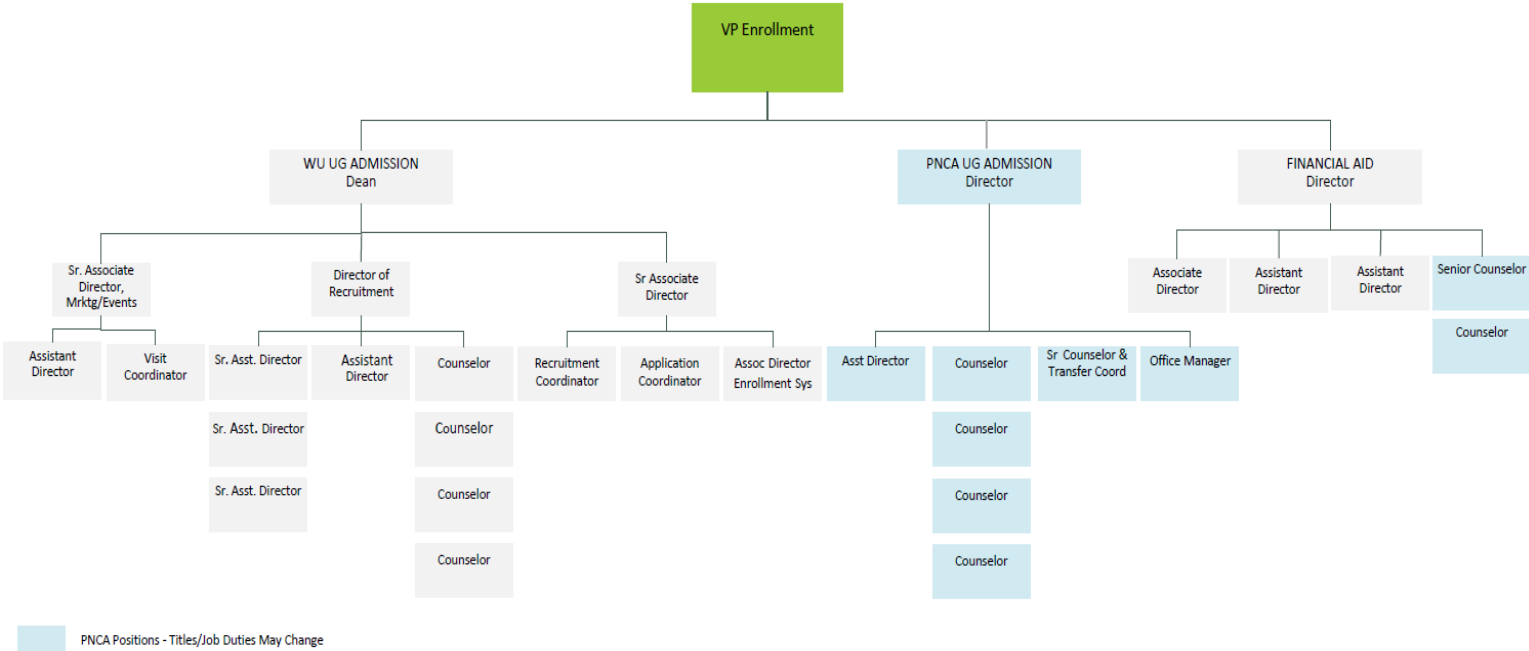 VP Enrollment
WU UG ADMISSION
Dean
PNCA UG ADMISSION
Director
FINANCIAL AID
Director
Sr. Associate
Director,
Mrktg/Events
Director of
Recruitment
Sr Associate
Director
Associate
Director
Assistant
Director
Assistant
Director
Senior Counselor
Assistant
Director
Visit
Coordinator
Sr. Asst. Director
Assistant
Director
Counselor
Recruitment
Coordinator
Application
Coordinator
Assoc Director
Enrollment Sys
Asst Director
Counselor
Sr Counselor &
Transfer Coord
Office Manager
Counselor
Sr. Asst. Director
Counselor
Counselor
Sr. Asst. Director
Counselor
Counselor
Counselor
Counselor
PNCA Positions - Titles/Job Duties May Change